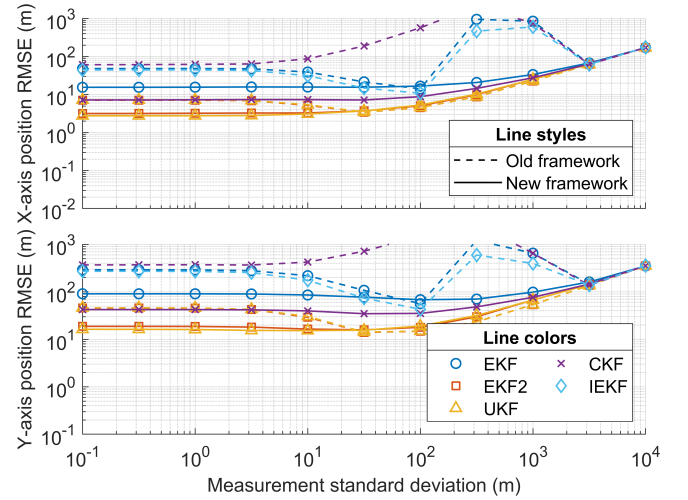 X-axis position RMSE (m)
10^3
10^2
10^1
10^0
10^-1
10^-2
Line styles
Old framework
New framework
Y-axis position RMSE (m)
10^3
10^2
10^1
10^0
10^-1
Line colors
EKF CKF
EKF2 IEKF
UKF
10^-1 10^0 10^1 10^2 10^3 10^4
Measurement standard deviation (m)